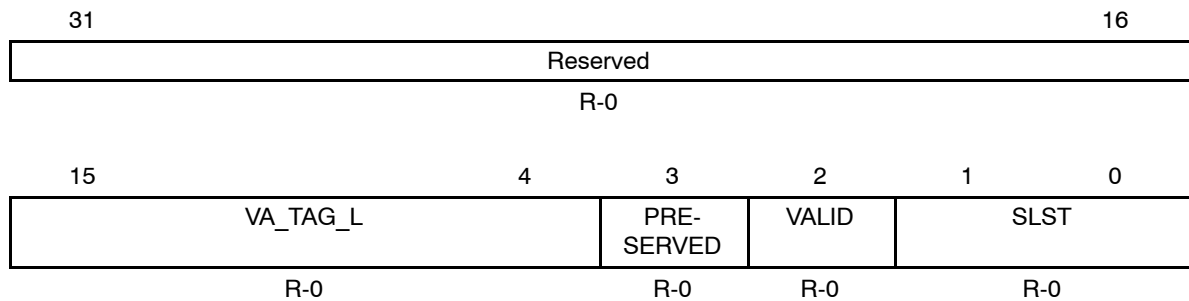 31 16
Reserved
R-0
15 4 3 2 1 0
VA_TAG_L PRE- VALID SLST
SERVED
R-0 R-0 R-0 R-0